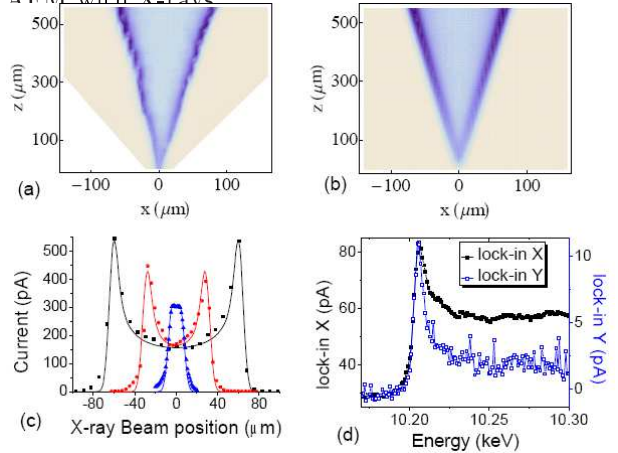 500
300
100
z (μm)
−100 0 100
x (μm)
(a)
500
300
100
z (μm)
−100 0 100
x (μm)
(b)
500
400
300
200
100
0
Current (pA)
-80 -40 0 40 80
X-ray Beam position (μm)
(c)
80
60
40
lock-in X (pA)
lock-in X
lock-in Y
10
5
0
lock-in Y (pA)
10.20 10.25 10.30
Energy (keV)
(d)